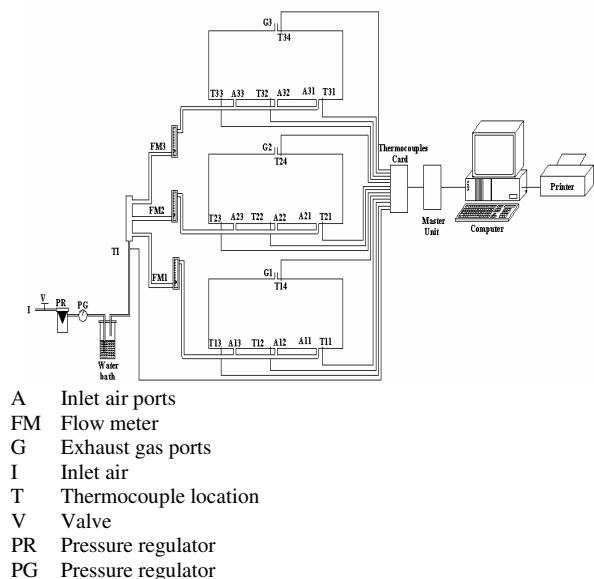 G3
T34
T33 A33 T32 A32 A31 T31
Thermocouples
Card
FM3
G2
T24
Printer
FM2
Master
Unit
Computer
T23 A23 T22 A22 A21 T21
TI
FM1
G1
T14
V
I PR PG
T13 A13 T12 A12 A11 T11
Water
bath
A Inlet air ports
FM Flow meter
G Exhaust gas ports
I Inlet air
T Thermocouple location
V Valve
PR Pressure regulator
PG Pressure regulator